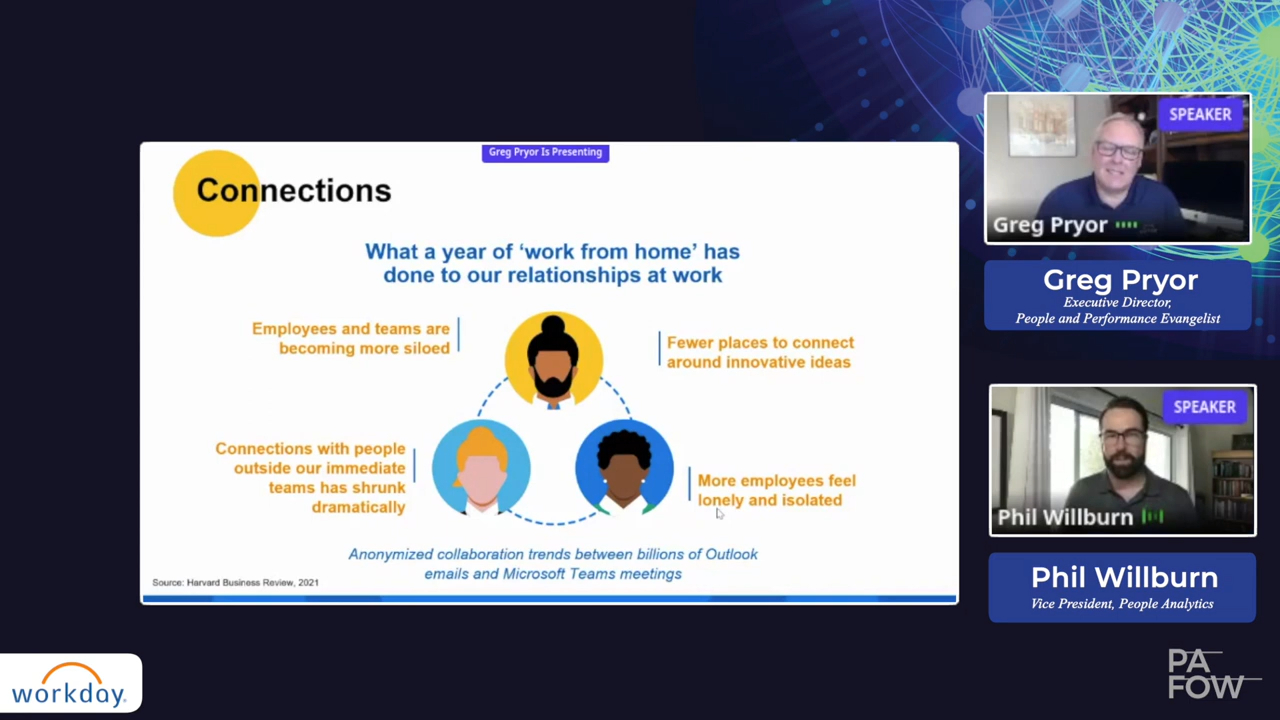 Greg Pryor Is Presenting
Connections
What a year of ‘work from home’ has
done to our relationships at work
Employees and teams are
becoming more siloed
Fewer places to connect
around innovative ideas
Connections with people
outside our immediate
teams has shrunk
dramatically
More employees feel
lonely and isolated
Anonymized collaboration trends between billions of Outlook
emails and Microsoft Teams meetings
Source: Harvard Business Review, 2021
SPEAKER
Greg Pryor
Greg Pryor
Executive Director,
People and Performance Evangelist
SPEAKER
Phil Willburn
Phil Willburn
Vice President, People Analytics
workday.
PA
FOW